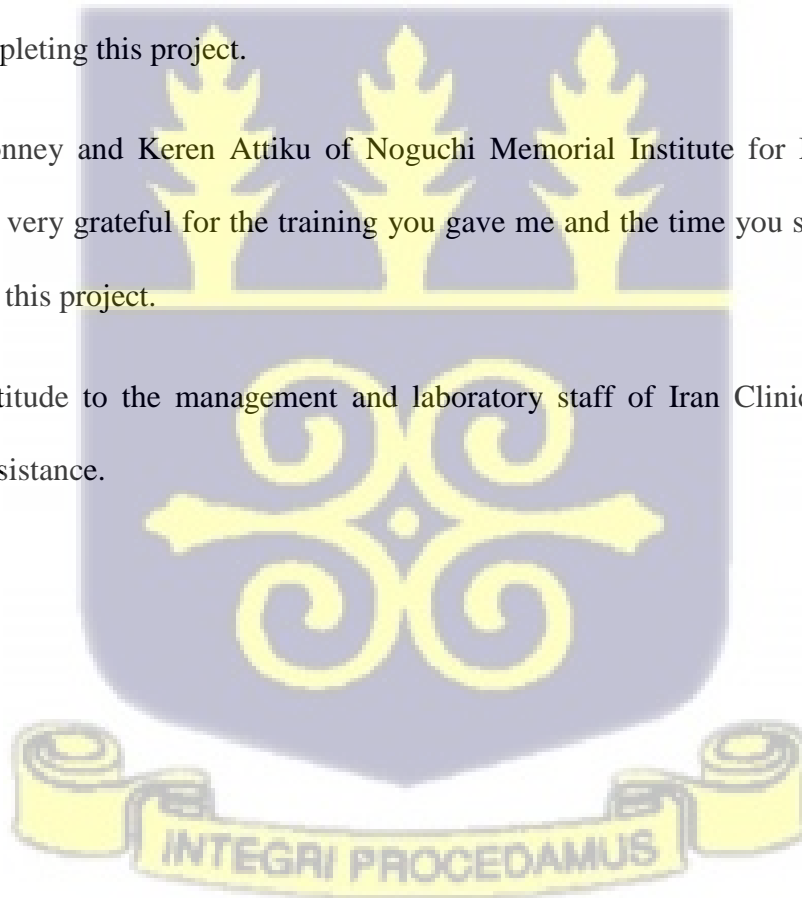 pleting this project.
nney and Keren Attiku of Noguchi Memorial Institute for
very grateful for the training you gave me and the time you s
this project.
titude to the management and laboratory staff of Iran Clinic
sistance.
INTEGRI PROCEDAMUS